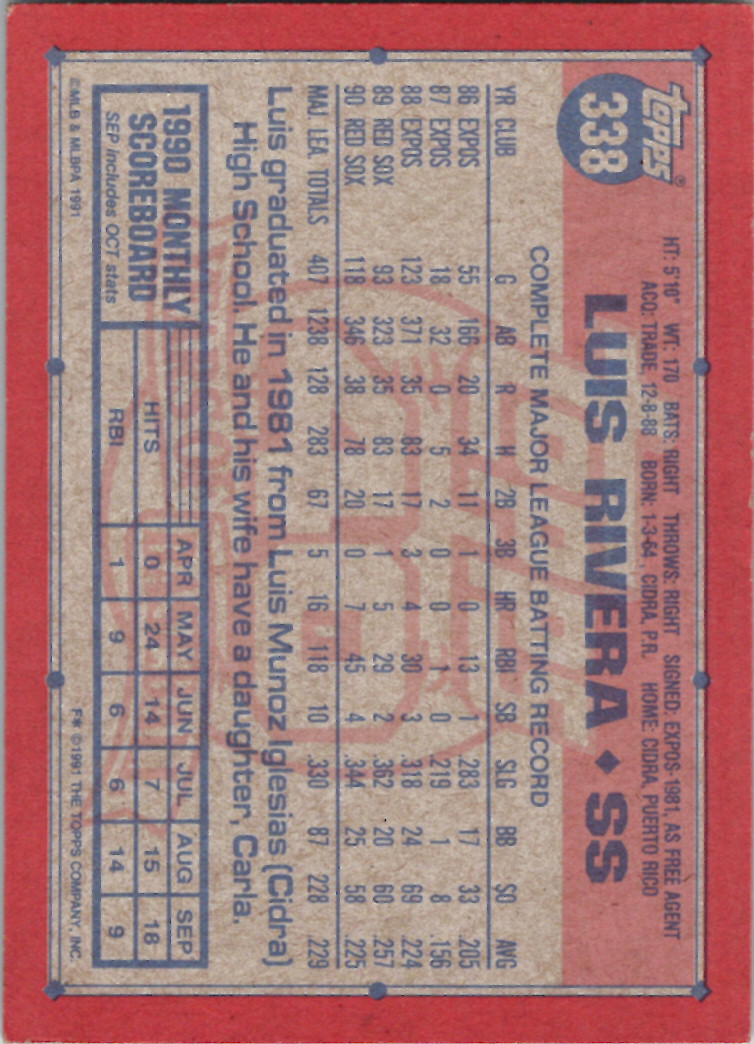 TOPPS®
338
HT: 5'10" WT: 170 BATS: RIGHT THROWS: RIGHT SIGNED: EXPOS-1981, AS FREE AGENT
ACQ: TRADE, 12-8-88 BORN: 1-3-64, CIDRA, P.R. HOME: CIDRA, PUERTO RICO
LUIS RIVERA ♦ SS
COMPLETE MAJOR LEAGUE BATTING RECORD
YR CLUB G AB R H 2B 3B HR RBI SB SLG BB SO AVG
86 EXPOS 55 166 20 34 11 1 0 13 1 .283 17 33 .205
87 EXPOS 18 32 0 5 2 0 0 1 0 .219 1 8 .156
88 EXPOS 123 371 35 83 17 3 4 30 3 .318 24 69 .224
89 RED SOX 93 323 35 83 17 1 5 29 2 .362 20 60 .257
90 RED SOX 118 346 38 78 20 0 7 45 4 .344 25 58 .225
MAJ. LEA. TOTALS 407 1238 128 283 67 5 16 118 10 .330 87 228 .229
Luis graduated in 1981 from Luis Munoz Iglesias (Cidra)
High School. He and his wife have a daughter, Carla.
1990 MONTHLY
SCOREBOARD
SEP includes OCT stats
APR MAY JUN JUL AUG SEP
HITS 0 24 14 7 15 18
RBI 1 9 6 6 14 9
©MLB & MLBPA 1991
F* ©1991 THE TOPPS COMPANY, INC.